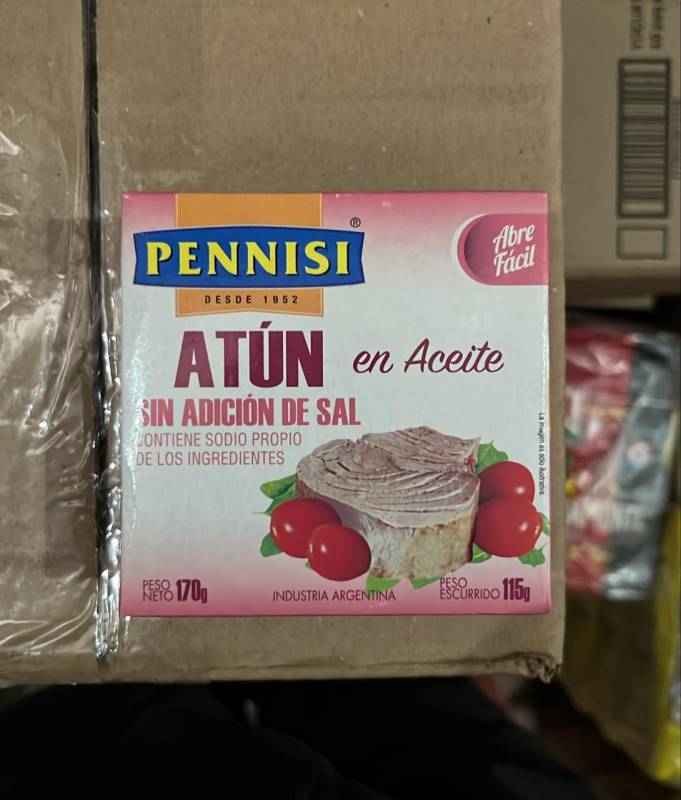 PENNISI®
DESDE 1952
Abre
Fácil
ATÚN en Aceite
SIN ADICIÓN DE SAL
CONTIENE SODIO PROPIO
DE LOS INGREDIENTES
La imagen es sólo ilustrativa.
PESO
NETO 170g
INDUSTRIA ARGENTINA
PESO
ESCURRIDO 115g